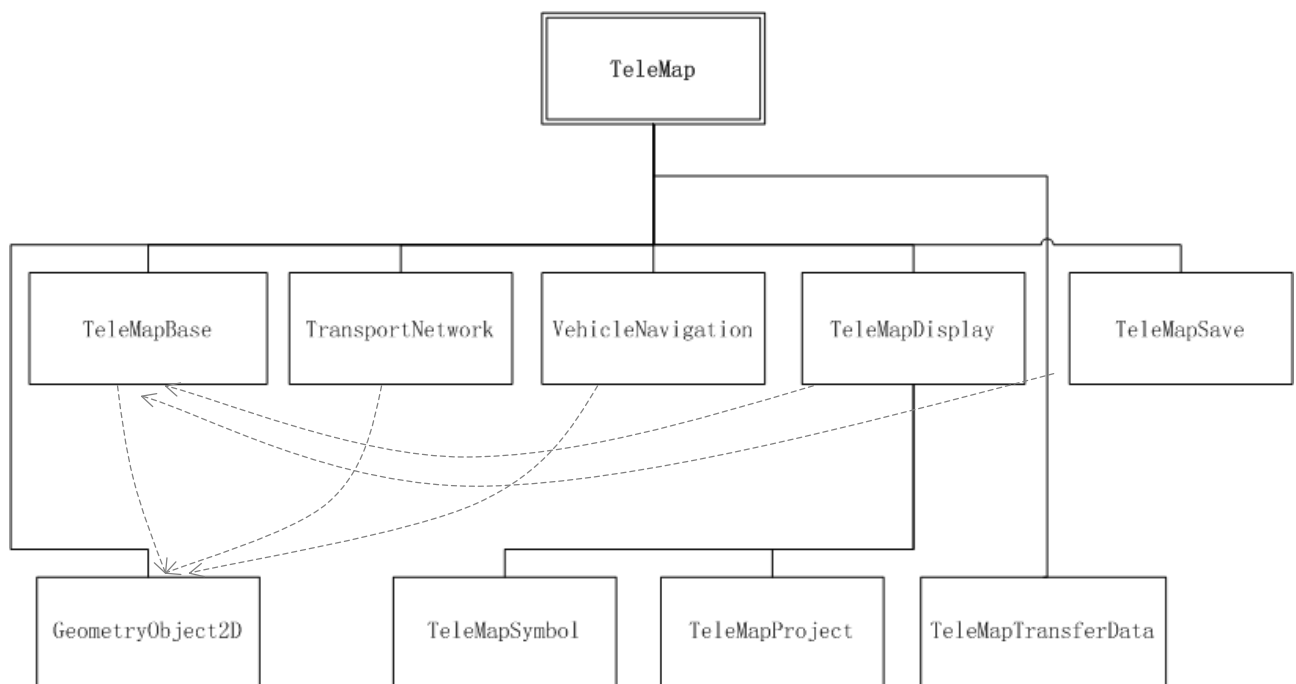 TeleMap
TeleMapBase
TransportNetwork
VehicleNavigation
TeleMapDisplay
TeleMapSave
GeometryObject2D
TeleMapSymbol
TeleMapProject
TeleMapTransferData